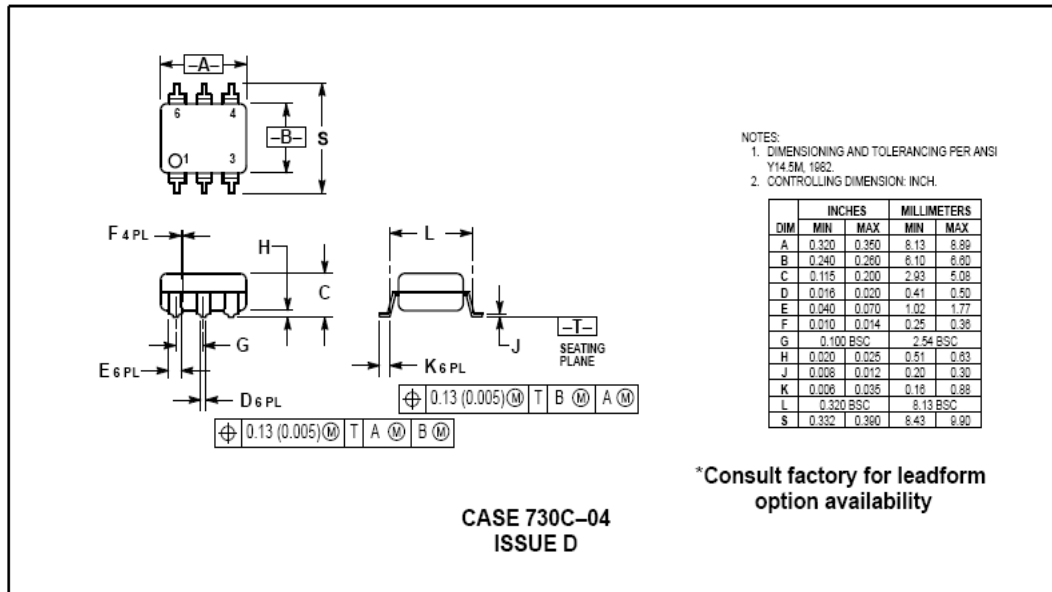 –A–
6 4
–B–
S
1 3
F 4 PL
H
C
G
E 6 PL
D 6 PL
⌖ 0.13 (0.005) Ⓜ T A Ⓜ B Ⓜ
L
J
K 6 PL
–T–
SEATING
PLANE
⌖ 0.13 (0.005) Ⓜ T B Ⓜ A Ⓜ
NOTES:
1. DIMENSIONING AND TOLERANCING PER ANSI
Y14.5M, 1982.
2. CONTROLLING DIMENSION: INCH.
INCHES MILLIMETERS
DIM MIN MAX MIN MAX
A 0.320 0.350 8.13 8.89
B 0.240 0.260 6.10 6.60
C 0.115 0.200 2.93 5.08
D 0.016 0.020 0.41 0.50
E 0.040 0.070 1.02 1.77
F 0.010 0.014 0.25 0.36
G 0.100 BSC 2.54 BSC
H 0.020 0.025 0.51 0.63
J 0.008 0.012 0.20 0.30
K 0.006 0.035 0.16 0.88
L 0.320 BSC 8.13 BSC
S 0.332 0.390 8.43 9.90
*Consult factory for leadform
option availability
CASE 730C–04
ISSUE D